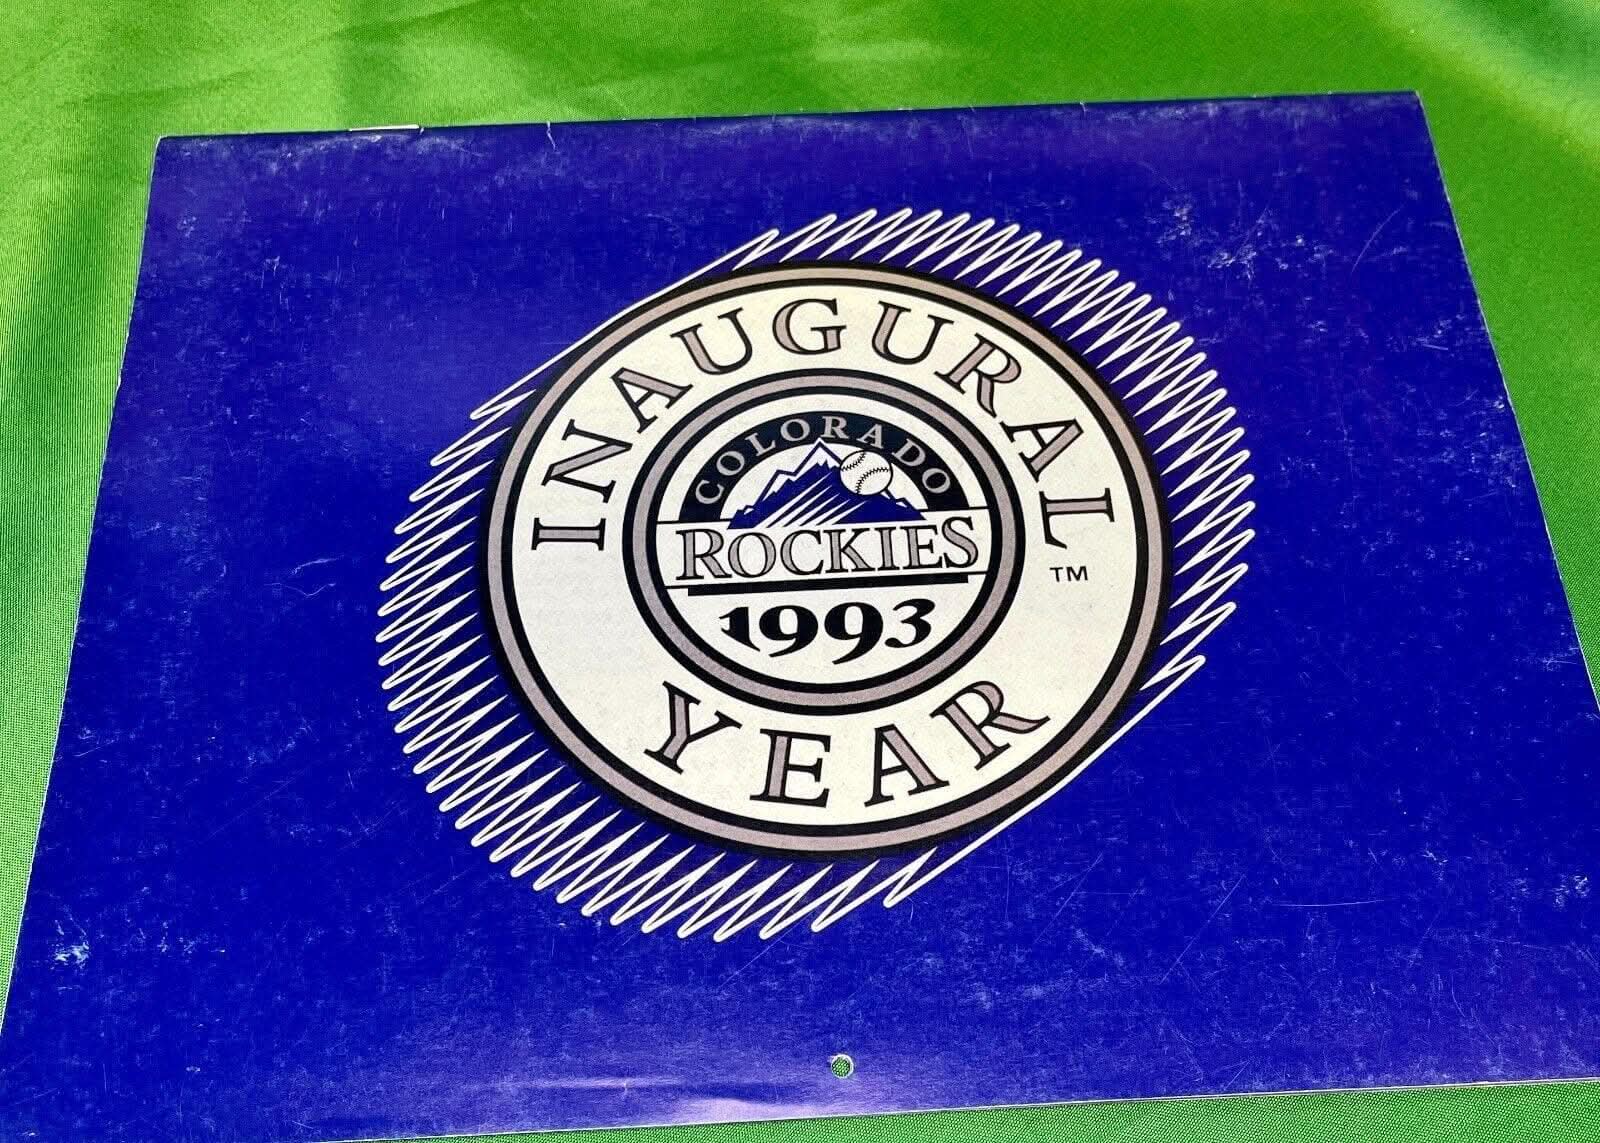 INAUGURAL
COLORADO
ROCKIES
1993
TM
YEAR